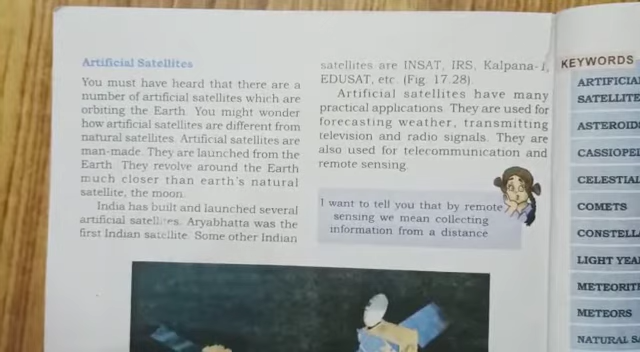 Artificial Satellites
You must have heard that there are a
number of artificial satellites which are
orbiting the Earth. You might wonder
how artificial satellites are different from
natural satellites. Artificial satellites are
man-made. They are launched from the
Earth. They revolve around the Earth
much closer than earth's natural
satellite, the moon.
India has built and launched several
artificial satellites. Aryabhatta was the
first Indian satellite. Some other Indian
satellites are INSAT, IRS, Kalpana-1,
EDUSAT, etc. (Fig. 17.28).
Artificial satellites have many
practical applications. They are used for
forecasting weather, transmitting
television and radio signals. They are
also used for telecommunication and
remote sensing.
I want to tell you that by remote
sensing we mean collecting
information from a distance
KEYWORDS
ARTIFICIAL
SATELLITE
ASTEROID
CASSIOPE
CELESTIAL
COMETS
CONSTELL
LIGHT YEA
METEORIT
METEORS
NATURAL S